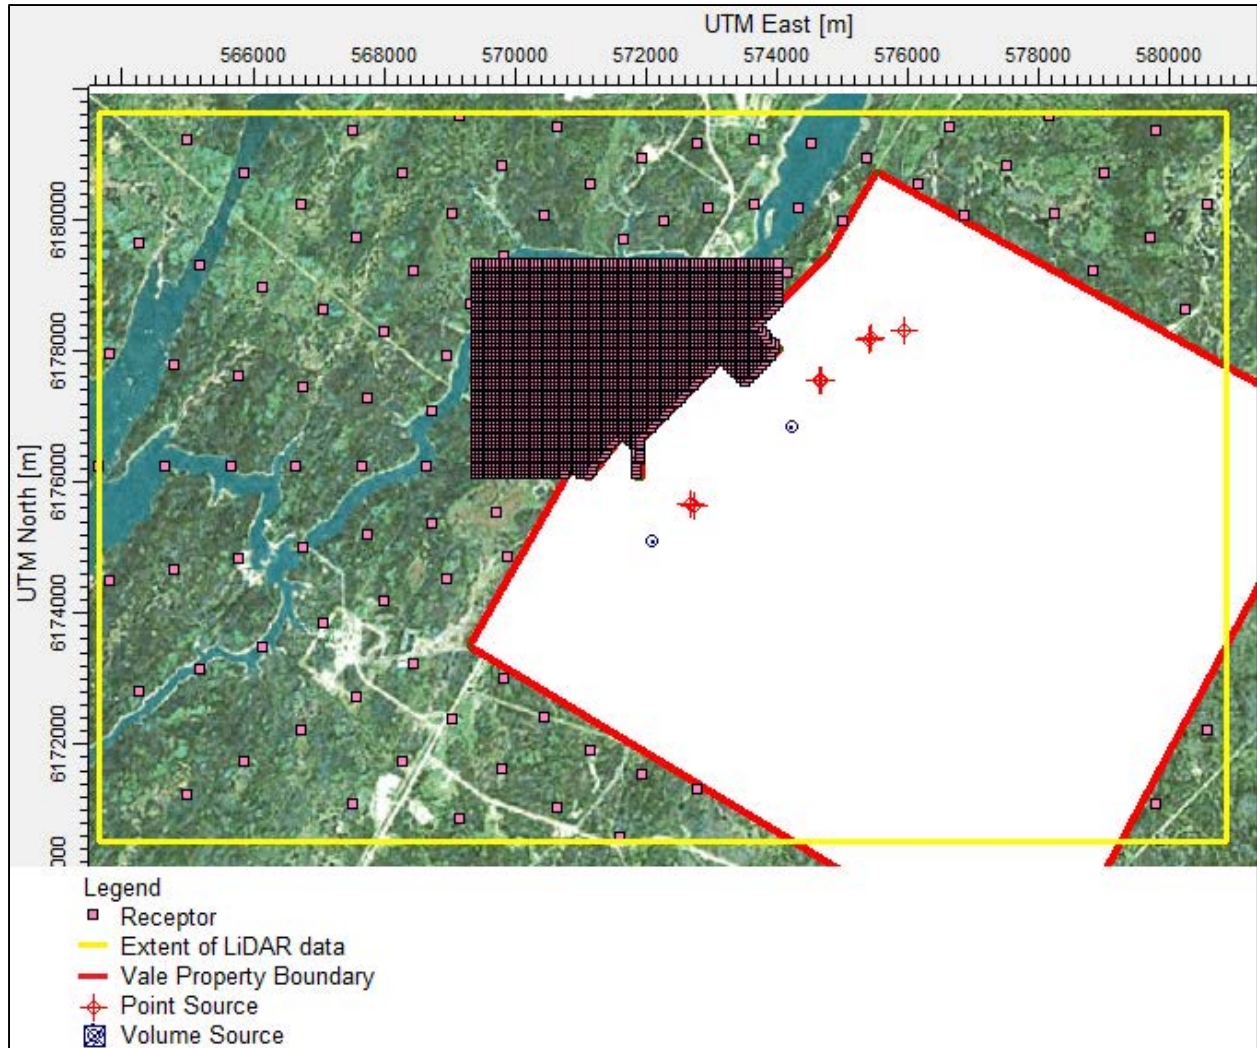 UTM East [m]
566000 568000 570000 572000 574000 576000 578000 580000
UTM North [m]
6180000
6178000
6176000
6174000
6172000
000
Legend
Receptor
Extent of LiDAR data
Vale Property Boundary
Point Source
Volume Source